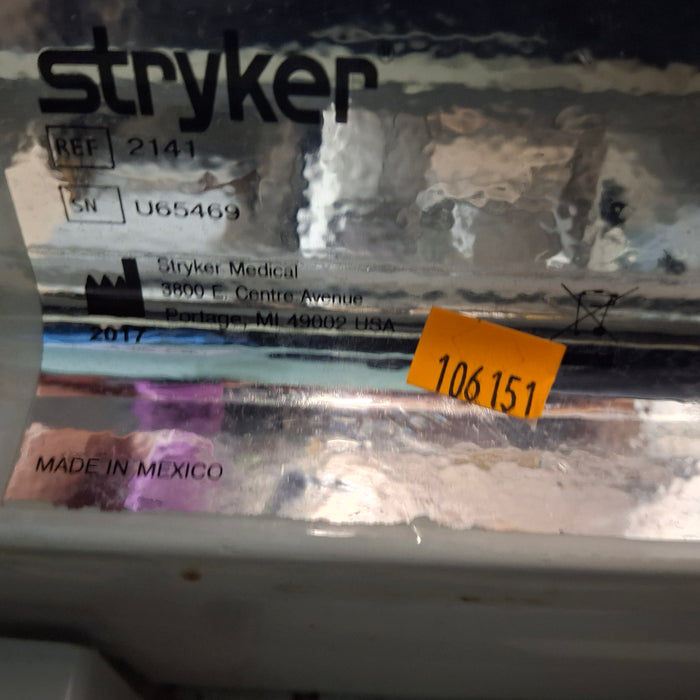 stryker
REF 2141
SN U65469
Stryker Medical
3800 E. Centre Avenue
Portage, MI 49002 USA
2017
106151
MADE IN MEXICO